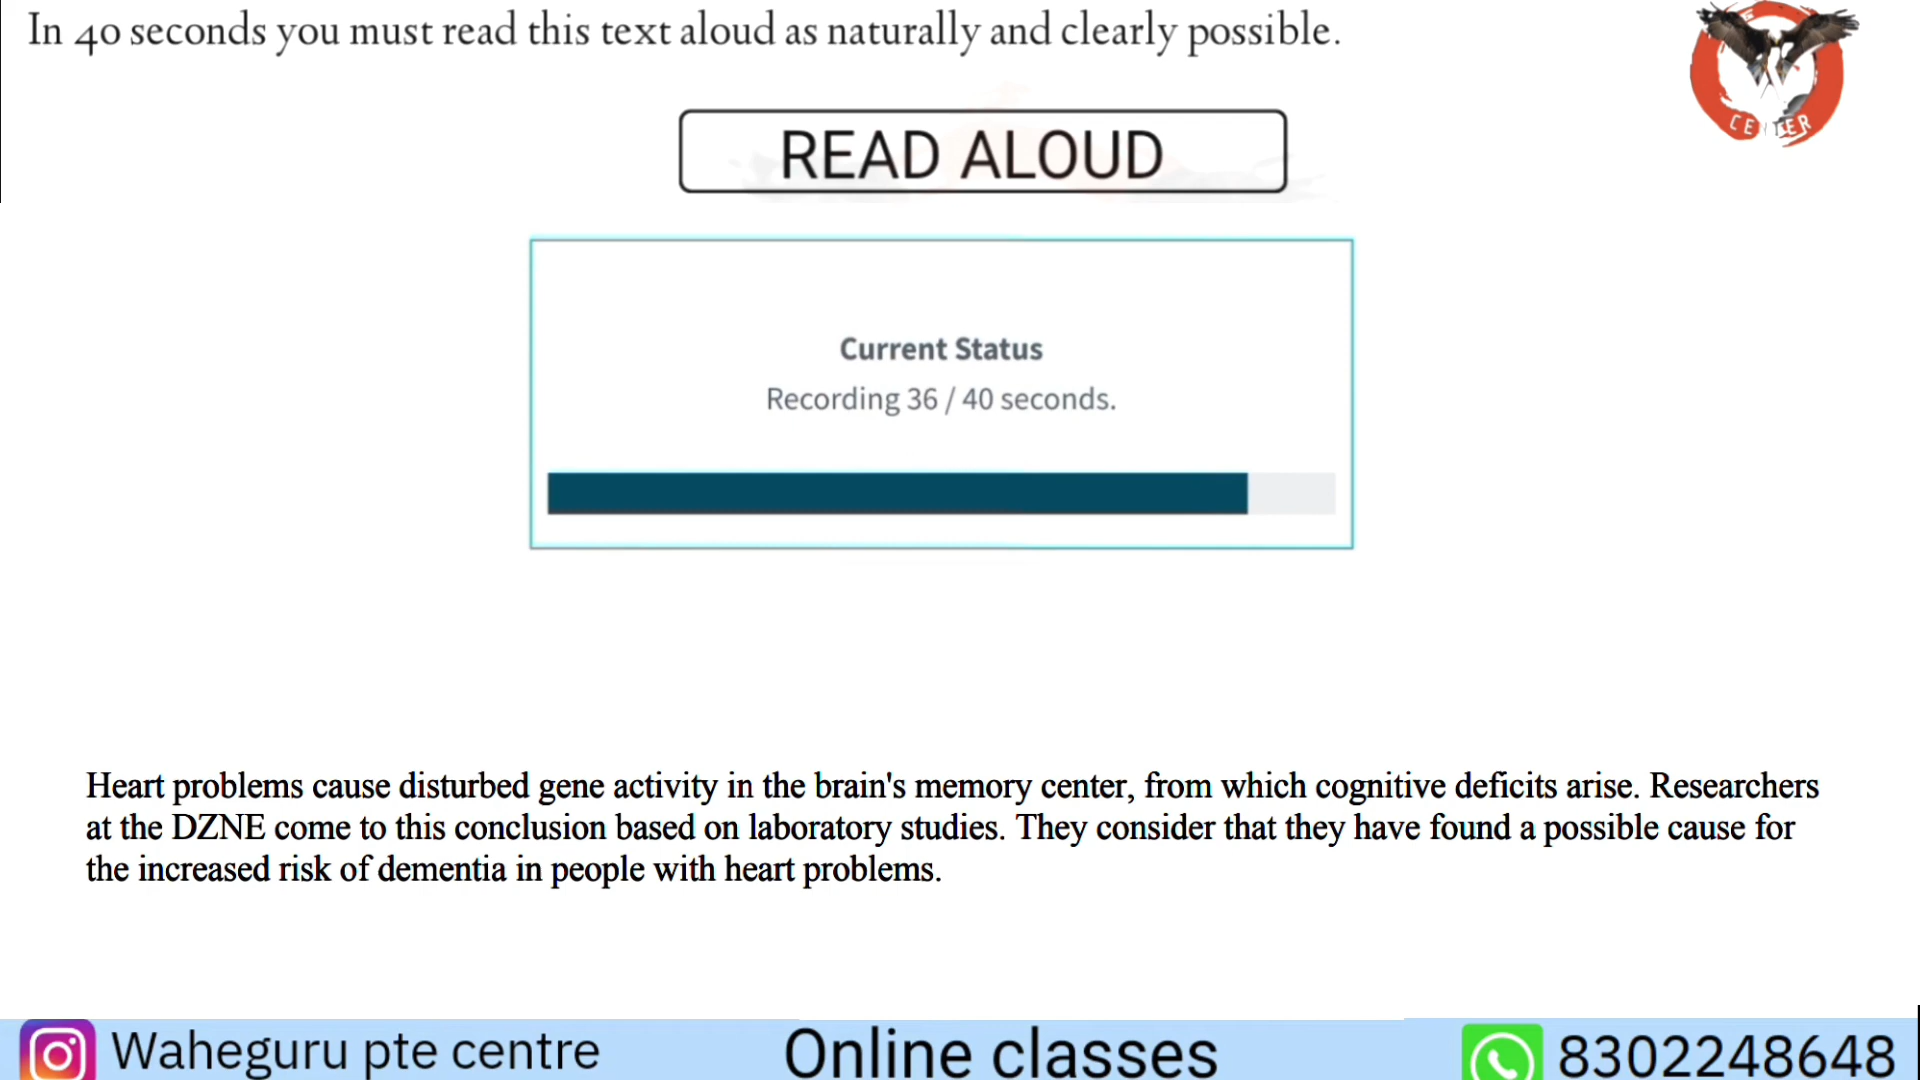 In 40 seconds you must read this text aloud as naturally and clearly possible.
READ ALOUD
Current Status
Recording 36 / 40 seconds.
Heart problems cause disturbed gene activity in the brain's memory center, from which cognitive deficits arise. Researchers
at the DZNE come to this conclusion based on laboratory studies. They consider that they have found a possible cause for
the increased risk of dementia in people with heart problems.
Waheguru pte centre
Online classes
8302248648